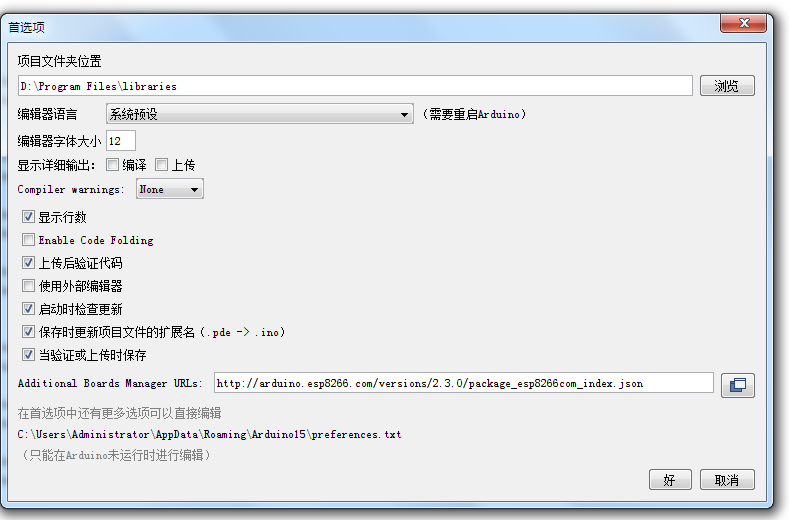 首选项
项目文件夹位置
D:\Program Files\libraries 浏览
编辑器语言 系统预设 （需要重启Arduino）
编辑器字体大小 12
显示详细输出： 编译 上传
Compiler warnings: None
显示行数
Enable Code Folding
上传后验证代码
使用外部编辑器
启动时检查更新
保存时更新项目文件的扩展名（.pde -> .ino）
当验证或上传时保存
Additional Boards Manager URLs: http://arduino.esp8266.com/versions/2.3.0/package_esp8266com_index.json
在首选项中还有更多选项可以直接编辑
C:\Users\Administrator\AppData\Roaming\Arduino15\preferences.txt
（只能在Arduino未运行时进行编辑）
好 取消